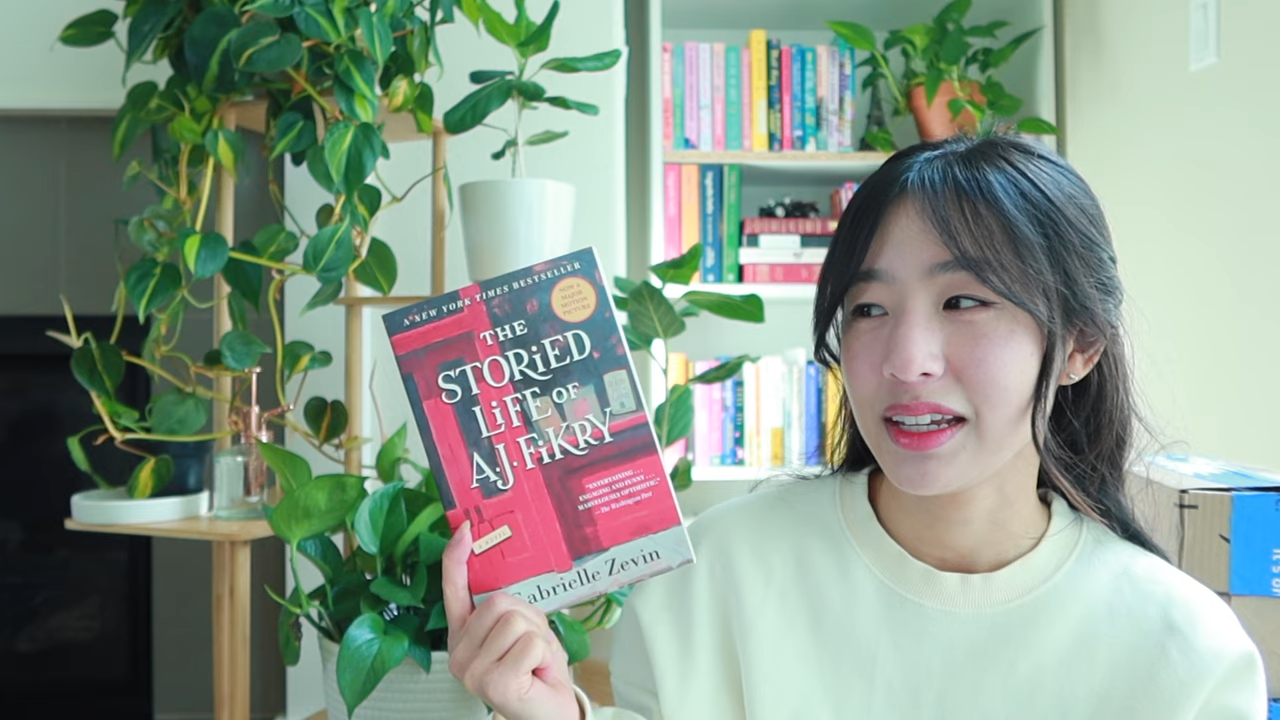 A NEW YORK TIMES BESTSELLER
NOW A
MAJOR
MOTION
PICTURE
THE
STORiED
LiFE OF
A.J. FiKRY
"ENTERTAINING...
ENGAGING AND FUNNY...
MARVELOUSLY OPTIMISTIC."
—The Washington Post
A NOVEL
Gabrielle Zevin